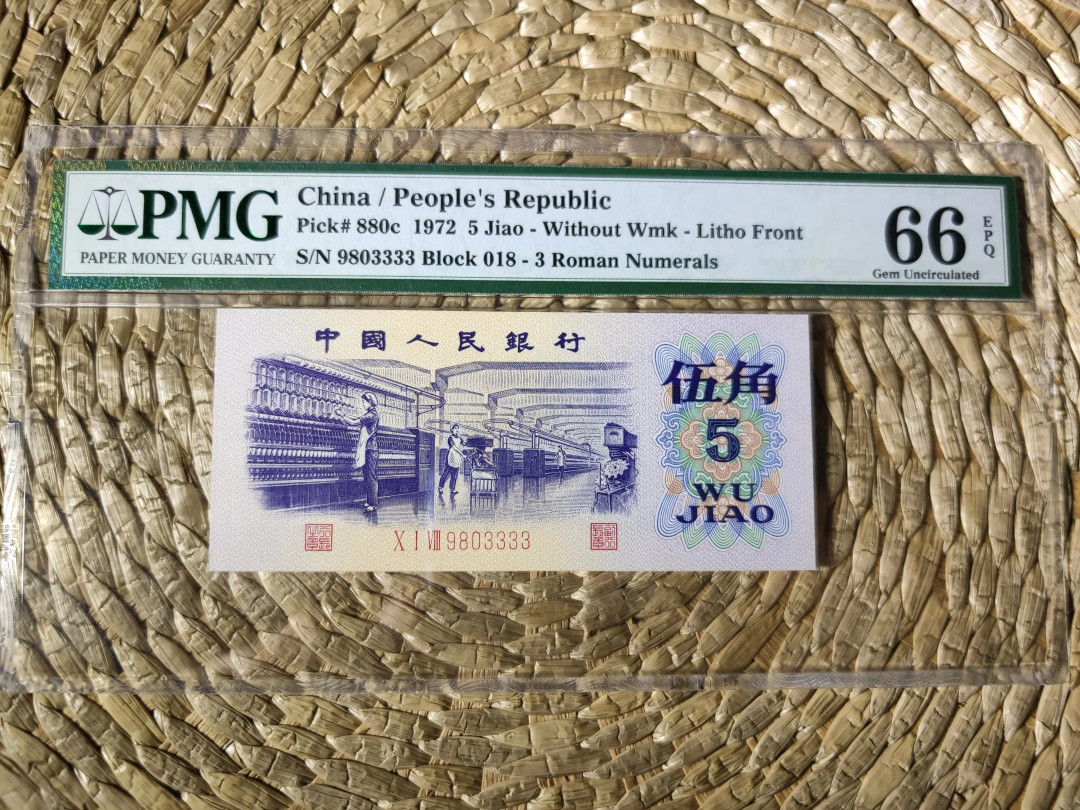 PMG
PAPER MONEY GUARANTY
China / People's Republic
Pick# 880c 1972 5 Jiao - Without Wmk - Litho Front
S/N 9803333 Block 018 - 3 Roman Numerals
66
EPQ
Gem Uncirculated
中國人民銀行
伍角
5
WU
JIAO
X I VIII 9803333